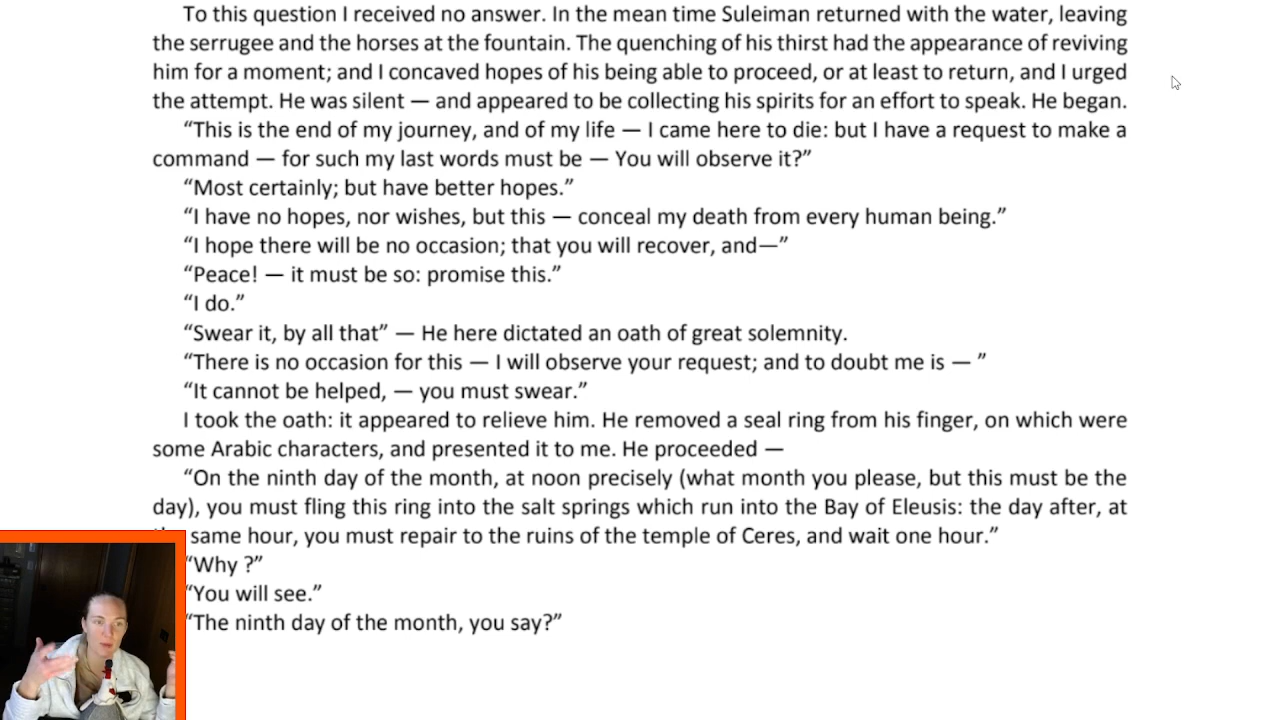 To this question I received no answer. In the mean time Suleiman returned with the water, leaving
the serrugee and the horses at the fountain. The quenching of his thirst had the appearance of reviving
him for a moment; and I concaved hopes of his being able to proceed, or at least to return, and I urged
the attempt. He was silent — and appeared to be collecting his spirits for an effort to speak. He began.
“This is the end of my journey, and of my life — I came here to die: but I have a request to make a
command — for such my last words must be — You will observe it?”
“Most certainly; but have better hopes.”
“I have no hopes, nor wishes, but this — conceal my death from every human being.”
“I hope there will be no occasion; that you will recover, and—”
“Peace! — it must be so: promise this.”
“I do.”
“Swear it, by all that” — He here dictated an oath of great solemnity.
“There is no occasion for this — I will observe your request; and to doubt me is — ”
“It cannot be helped, — you must swear.”
I took the oath: it appeared to relieve him. He removed a seal ring from his finger, on which were
some Arabic characters, and presented it to me. He proceeded —
“On the ninth day of the month, at noon precisely (what month you please, but this must be the
day), you must fling this ring into the salt springs which run into the Bay of Eleusis: the day after, at
same hour, you must repair to the ruins of the temple of Ceres, and wait one hour.”
“Why ?”
“You will see.”
“The ninth day of the month, you say?”